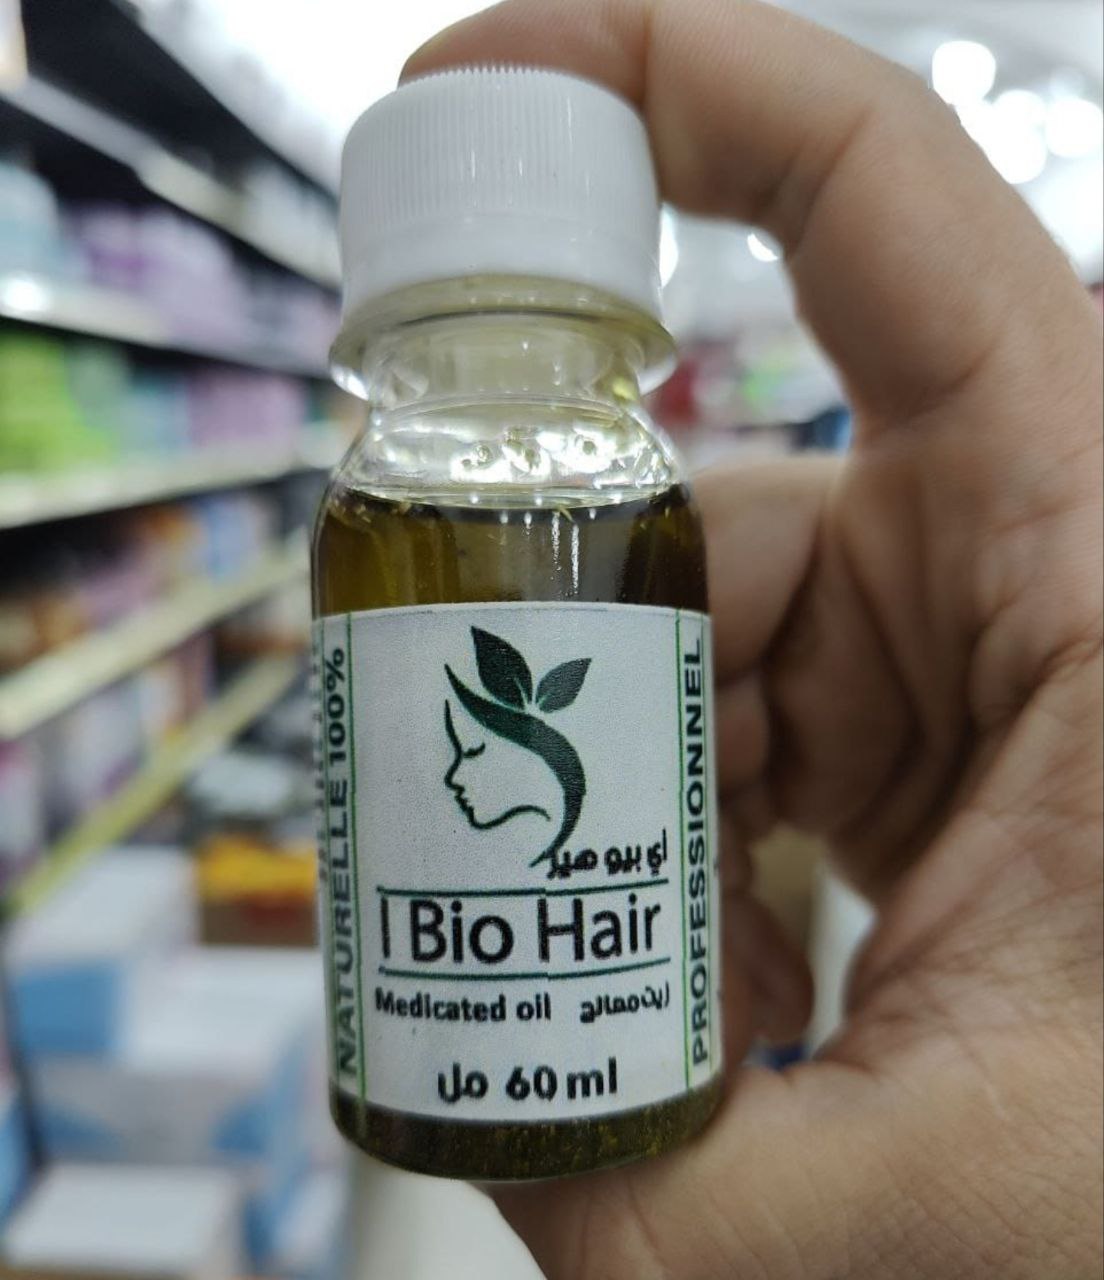 NATURELLE 100%
PROFESSIONNEL
اي بيو هير
I Bio Hair
Medicated oil زيت معالج
60 ml مل